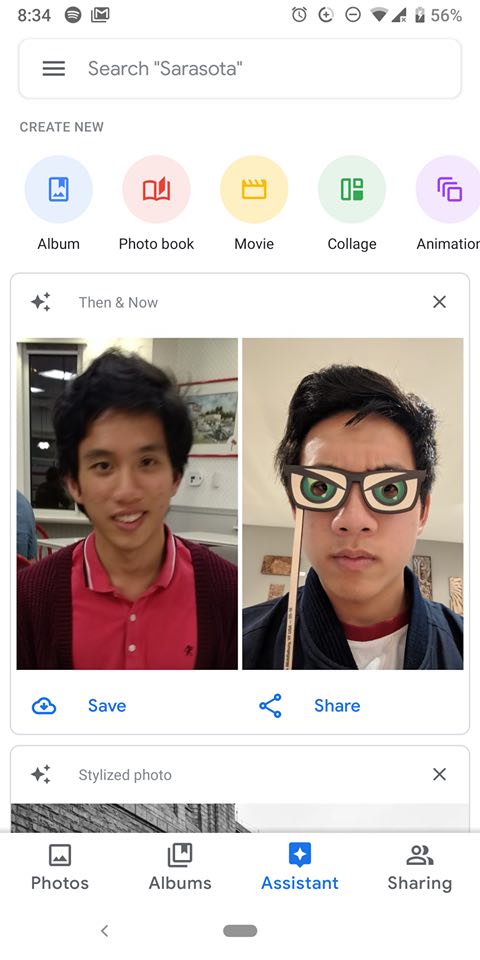 8:34
56%
Search "Sarasota"
CREATE NEW
Album Photo book Movie Collage Animation
Then & Now
Save Share
Stylized photo
Photos Albums Assistant Sharing